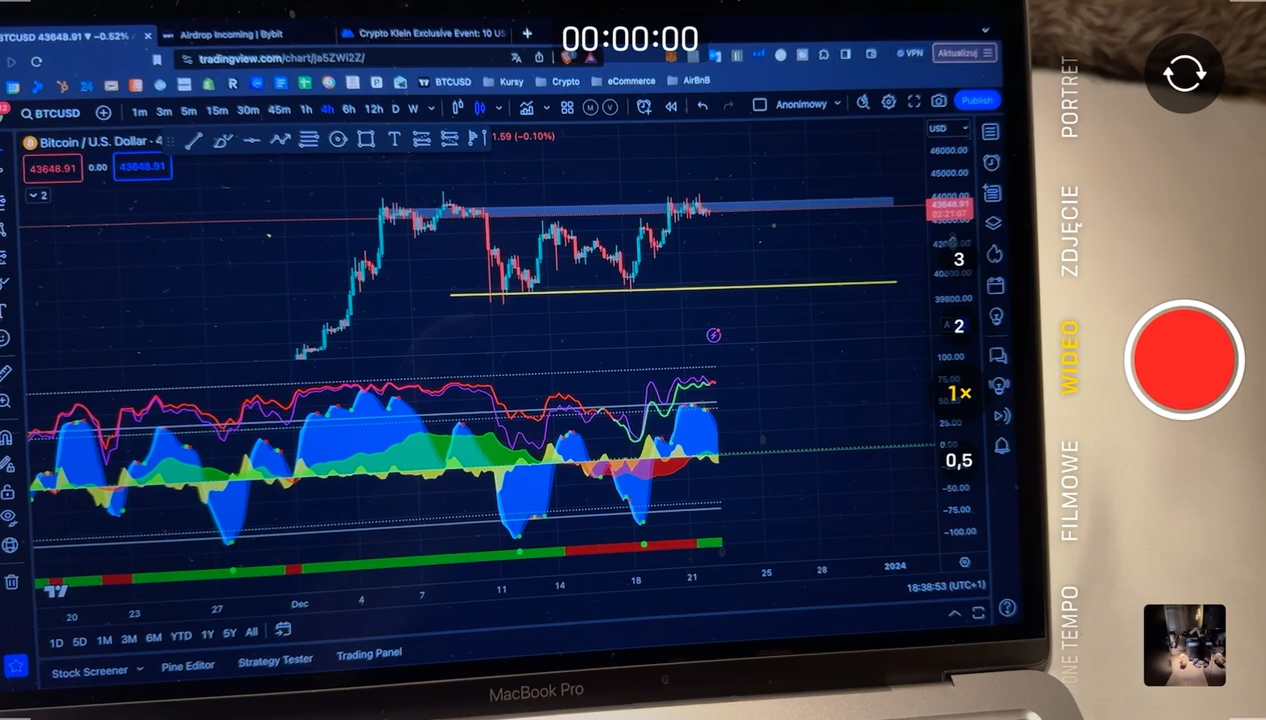 00:00:00
BTCUSD 43648.91 ▼ −0.52%
Airdrop Incoming | Bybit
Crypto Klein Exclusive Event: 10 US
tradingview.com/chart/ja5ZWi2Z/
VPN
Aktualizuj
24
BTCUSD
Kursy
Crypto
eCommerce
AirBnB
BTCUSD
1m 3m 5m 15m 30m 45m 1h 4h 6h 12h D W
M
V
Anonimowy
Publish
Bitcoin / U.S. Dollar · 4
1.59 (−0.10%)
USD
43648.91
0.00
43648.91
2
46000.00
45000.00
44000.00
43648.91
02:21:07
39800.00
100.00
75.00
25.00
0.00
−50.00
−75.00
−100.00
3
2
1×
0,5
20 23 27 Dec 4 7 11 14 18 21 25 28 2024
18:38:53 (UTC+1)
1D 5D 1M 3M 6M YTD 1Y 5Y All
Stock Screener
Pine Editor
Strategy Tester
Trading Panel
MacBook Pro
PORTRET
ZDJĘCIE
WIDEO
FILMOWE
TEMPO